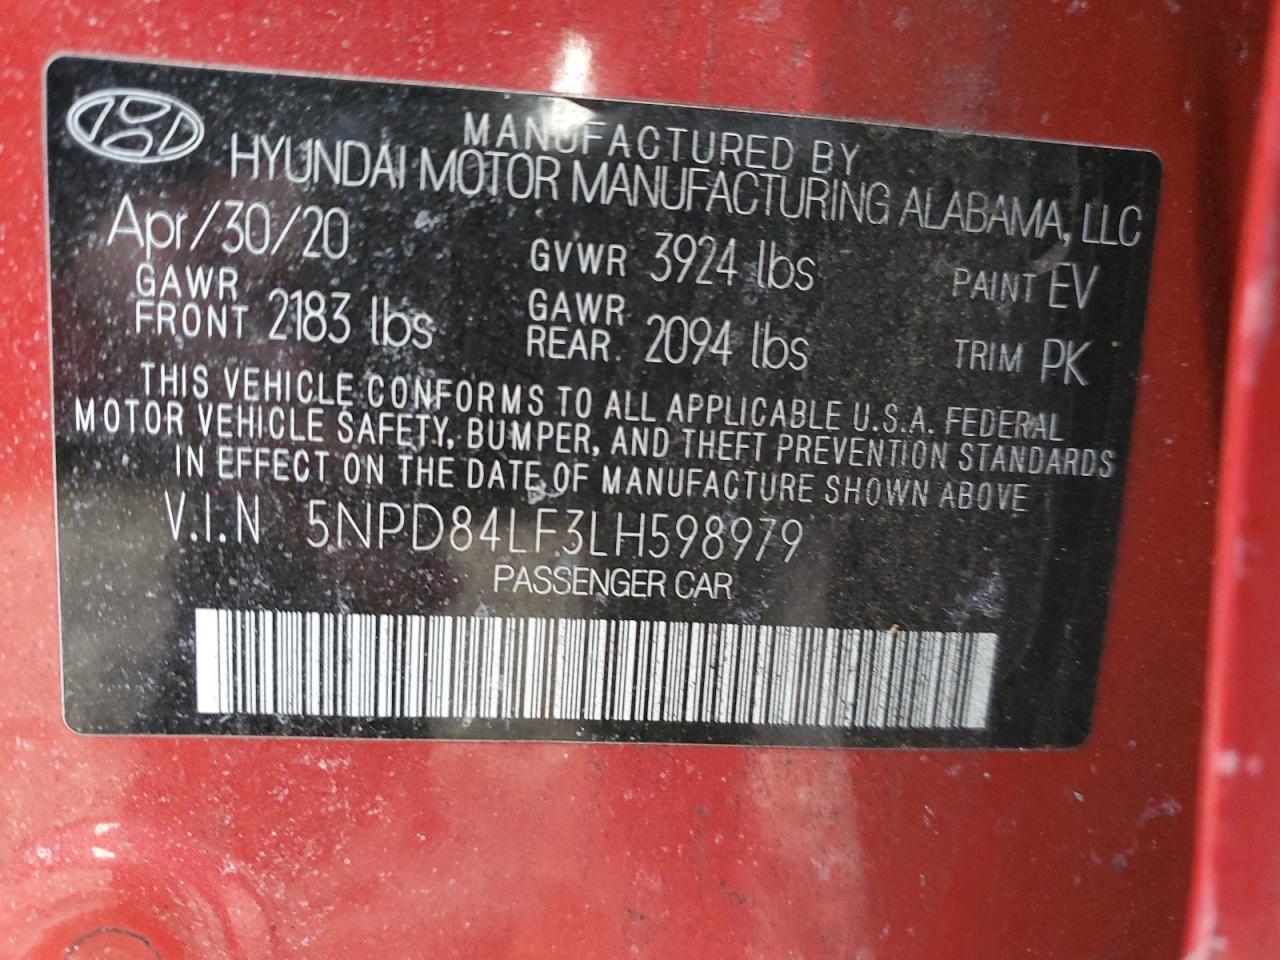 MANUFACTURED BY
HYUNDAI MOTOR MANUFACTURING ALABAMA, LLC
Apr/30/20 GVWR 3924 lbs PAINT EV
GAWR FRONT 2183 lbs GAWR REAR 2094 lbs TRIM PK
THIS VEHICLE CONFORMS TO ALL APPLICABLE U.S.A. FEDERAL
MOTOR VEHICLE SAFETY, BUMPER, AND THEFT PREVENTION STANDARDS
IN EFFECT ON THE DATE OF MANUFACTURE SHOWN ABOVE
V.I.N 5NPD84LF3LH598979
PASSENGER CAR